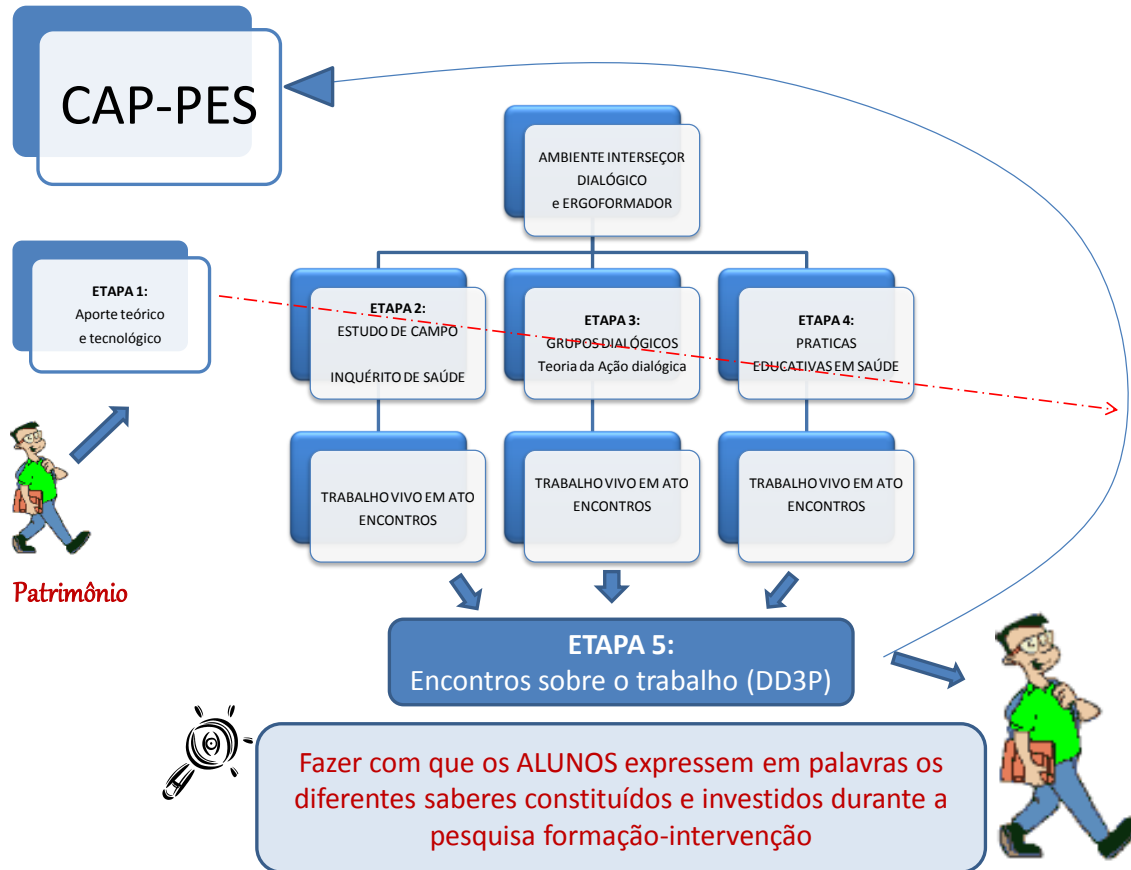 CAP-PES
AMBIENTE INTERSEÇOR
DIALÓGICO
e ERGOFORMADOR
ETAPA 1:
Aporte teórico
e tecnológico
ETAPA 2:
ESTUDO DE CAMPO
INQUÉRITO DE SAÚDE
ETAPA 3:
GRUPOS DIALÓGICOS
Teoria da Ação dialógica
ETAPA 4:
PRATICAS
EDUCATIVAS EM SAÚDE
TRABALHO VIVO EM ATO
ENCONTROS
TRABALHO VIVO EM ATO
ENCONTROS
TRABALHO VIVO EM ATO
ENCONTROS
Patrimônio
ETAPA 5:
Encontros sobre o trabalho (DD3P)
Fazer com que os ALUNOS expressem em palavras os
diferentes saberes constituídos e investidos durante a
pesquisa formação-intervenção